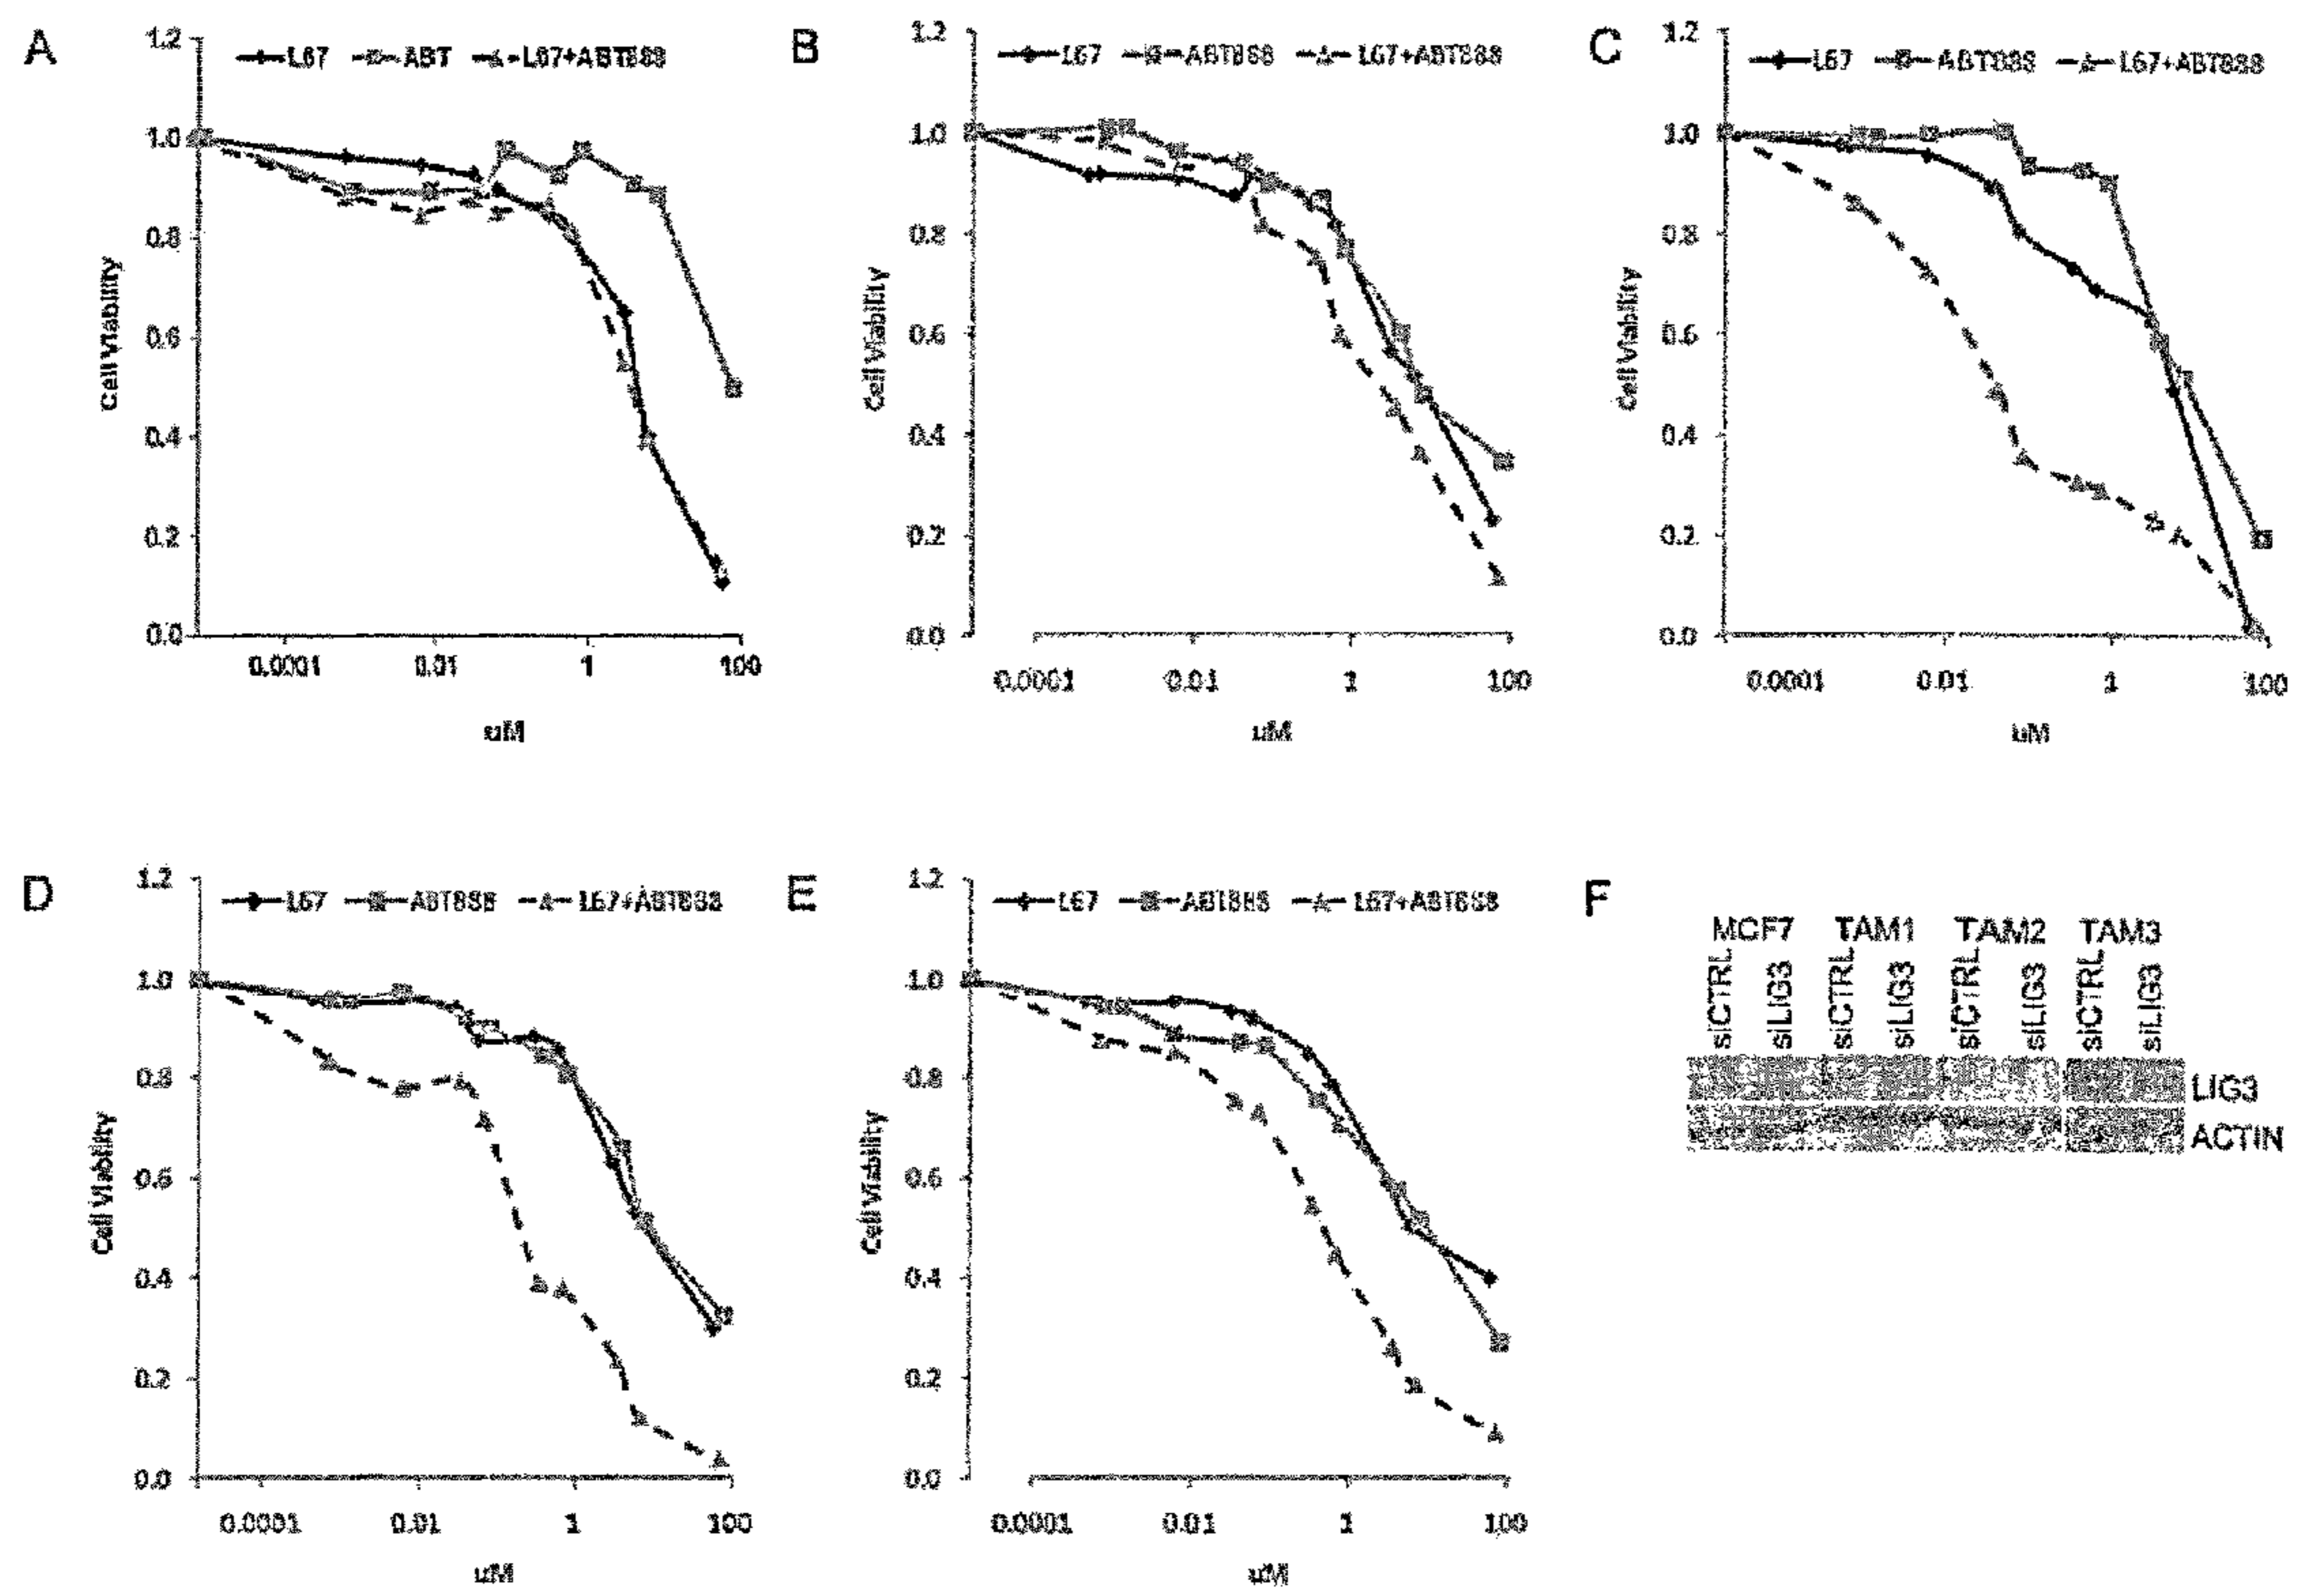 A
1.2
L67 ABT L67+ABT888
1.0
0.8
0.6
0.4
0.2
0.0
Cell Viability
0.0001 0.01 1 100
uM
B
1.2
L67 ABT888 L67+ABT888
1.0
0.8
0.6
0.4
0.2
0.0
Cell Viability
0.0001 0.01 1 100
uM
C
1.2
L67 ABT888 L67+ABT888
1.0
0.8
0.6
0.4
0.2
0.0
Cell Viability
0.0001 0.01 1 100
uM
D
1.2
L67 ABT888 L67+ABT888
1.0
0.8
0.6
0.4
0.2
0.0
Cell Viability
0.0001 0.01 1 100
uM
E
1.2
L67 ABT888 L67+ABT888
1.0
0.8
0.6
0.4
0.2
0.0
Cell Viability
0.0001 0.01 1 100
uM
F
MCF7 TAM1 TAM2 TAM3
siCTRL siLIG3 siCTRL siLIG3 siCTRL siLIG3 siCTRL siLIG3
LIG3
ACTIN